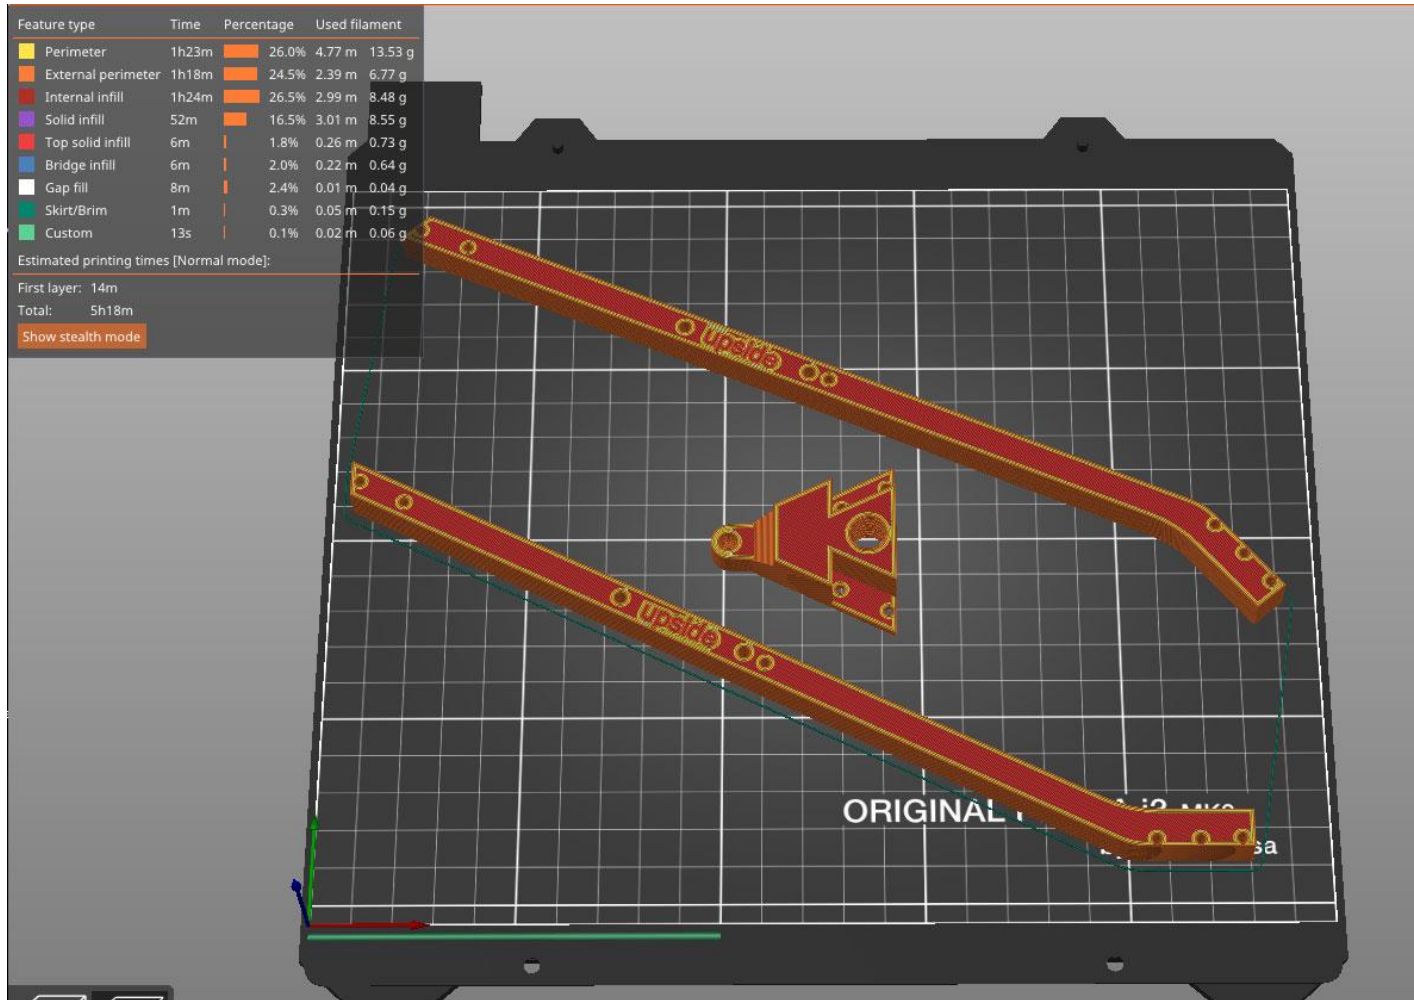 Feature type Time Percentage Used filament
Perimeter 1h23m 26.0% 4.77 m 13.53 g
External perimeter 1h18m 24.5% 2.39 m 6.77 g
Internal infill 1h24m 26.5% 2.99 m 8.48 g
Solid infill 52m 16.5% 3.01 m 8.55 g
Top solid infill 6m 1.8% 0.26 m 0.73 g
Bridge infill 6m 2.0% 0.22 m 0.64 g
Gap fill 8m 2.4% 0.01 m 0.04 g
Skirt/Brim 1m 0.3% 0.05 m 0.15 g
Custom 13s 0.1% 0.02 m 0.06 g
Estimated printing times [Normal mode]:
First layer: 14m
Total: 5h18m
Show stealth mode
upside
upside
ORIGINAL